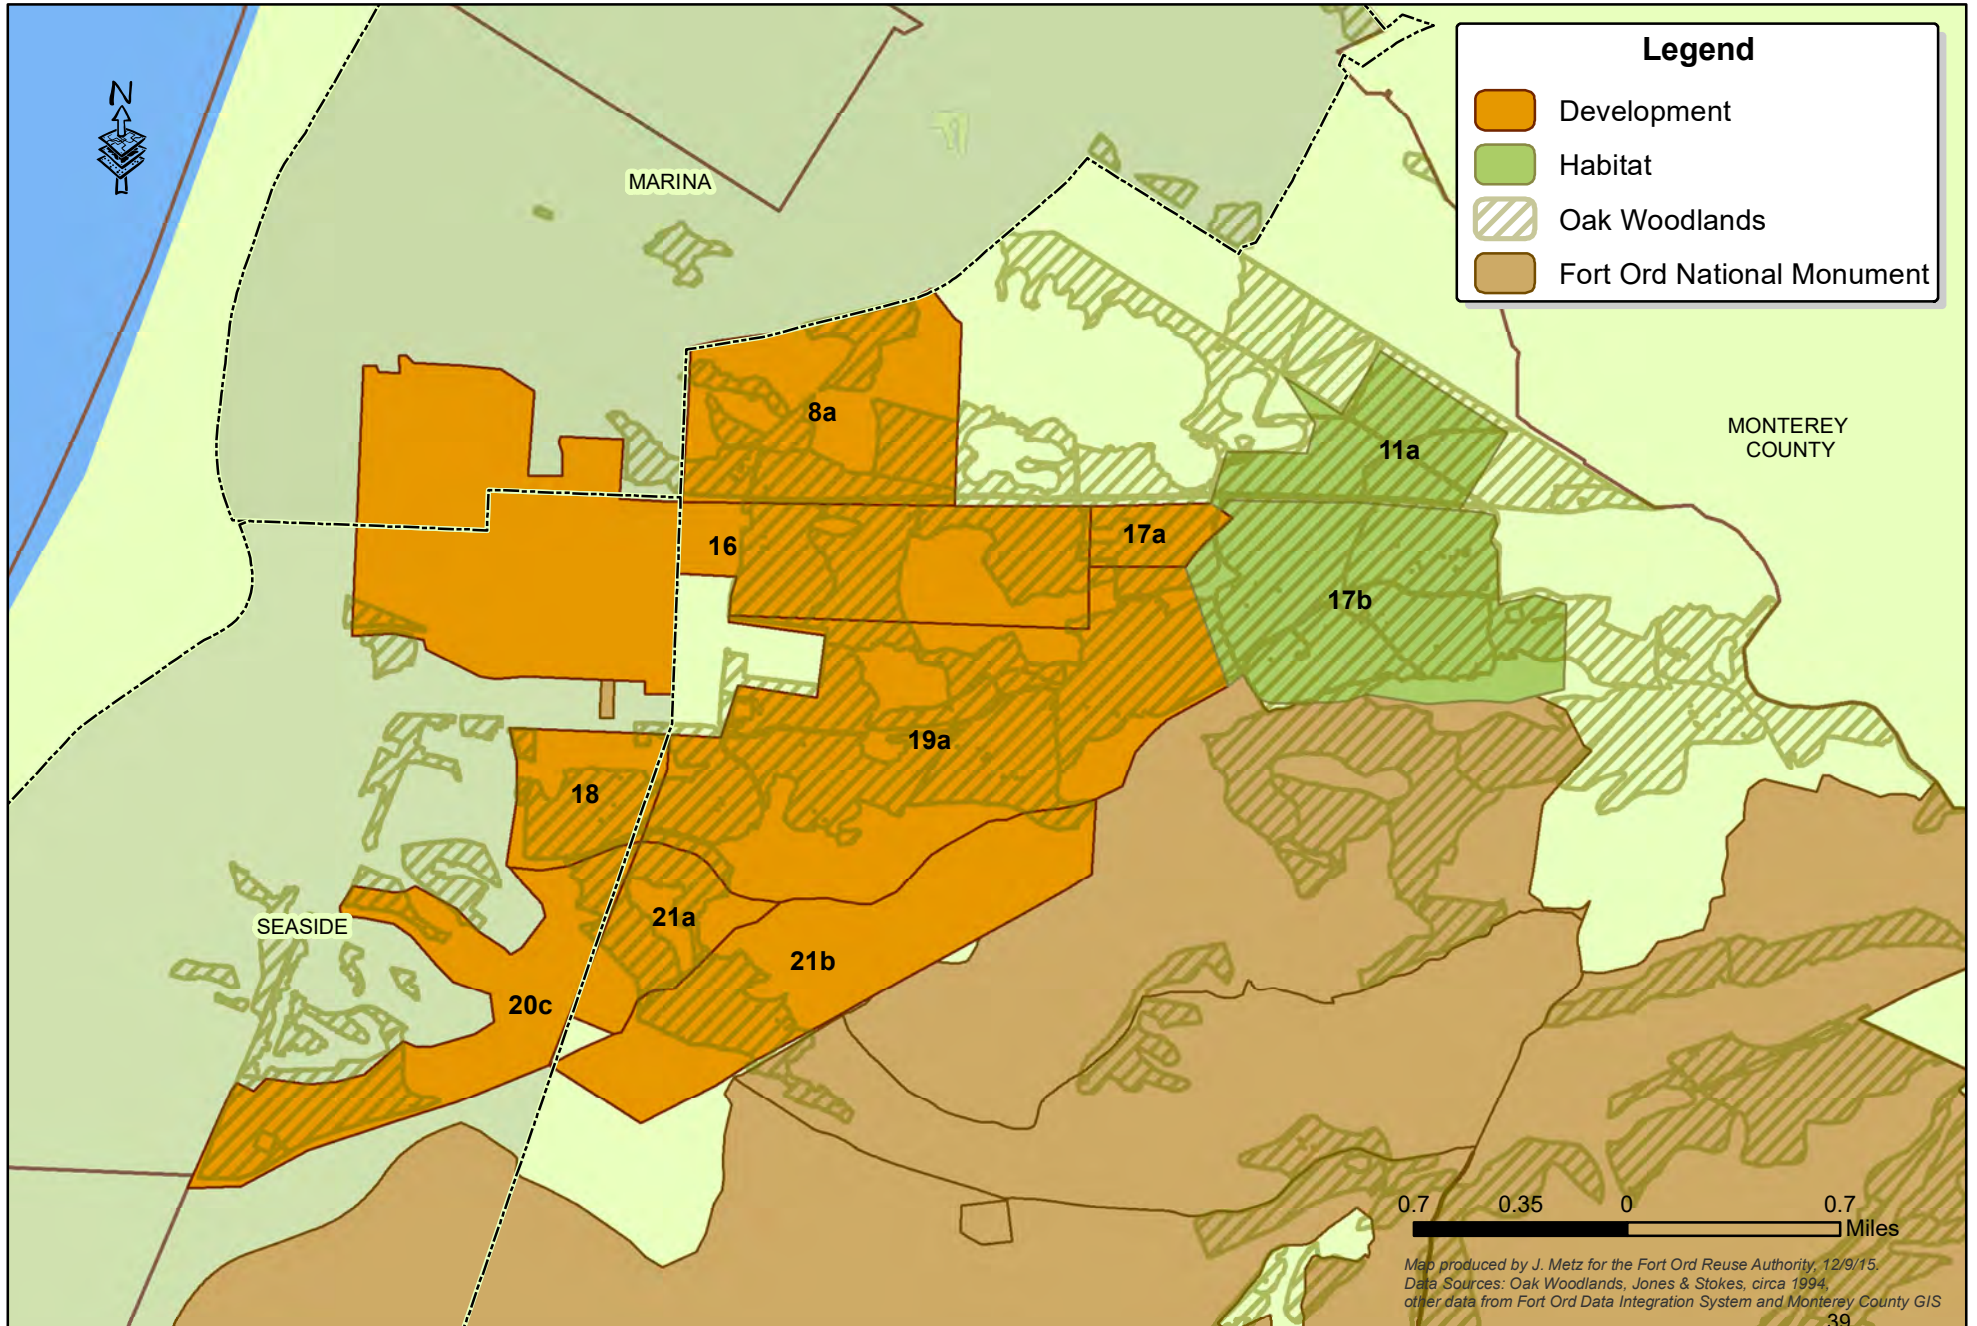 N
Legend
Development
Habitat
Oak Woodlands
Fort Ord National Monument
MARINA
MONTEREY
COUNTY
8a
11a
16
17a
17b
19a
18
21a
21b
20c
SEASIDE
0.7 0.35 0 0.7
Miles
Map produced by J. Metz for the Fort Ord Reuse Authority, 12/9/15.
Data Sources: Oak Woodlands, Jones & Stokes, circa 1994,
other data from Fort Ord Data Integration System and Monterey County GIS
39